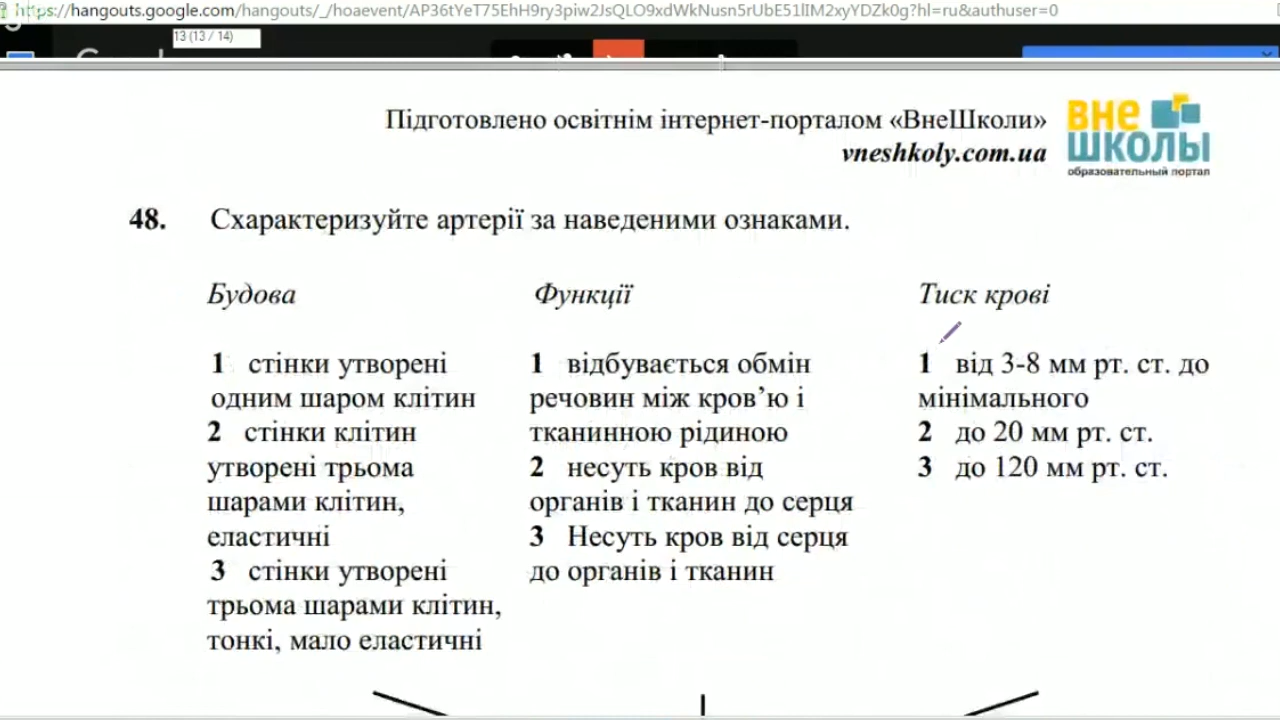 https://hangouts.google.com/hangouts/_/hoaevent/AP36tYeT75EhH9ry3piw2JsQLO9xdWkNusn5rUbE51lIM2xyYDZk0g?hl=ru&authuser=0
13 (13 / 14)
Підготовлено освітнім інтернет-порталом «ВнеШколи»
vneshkoly.com.ua
вне
школы
образовательный портал
48. Схарактеризуйте артерії за наведеними ознаками.
Будова Функції Тиск крові
1 стінки утворені 1 відбувається обмін 1 від 3-8 мм рт. ст. до
одним шаром клітин речовин між кров’ю і мінімального
2 стінки клітин тканинною рідиною 2 до 20 мм рт. ст.
утворені трьома 2 несуть кров від 3 до 120 мм рт. ст.
шарами клітин, органів і тканин до серця
еластичні 3 Несуть кров від серця
3 стінки утворені до органів і тканин
трьома шарами клітин,
тонкі, мало еластичні